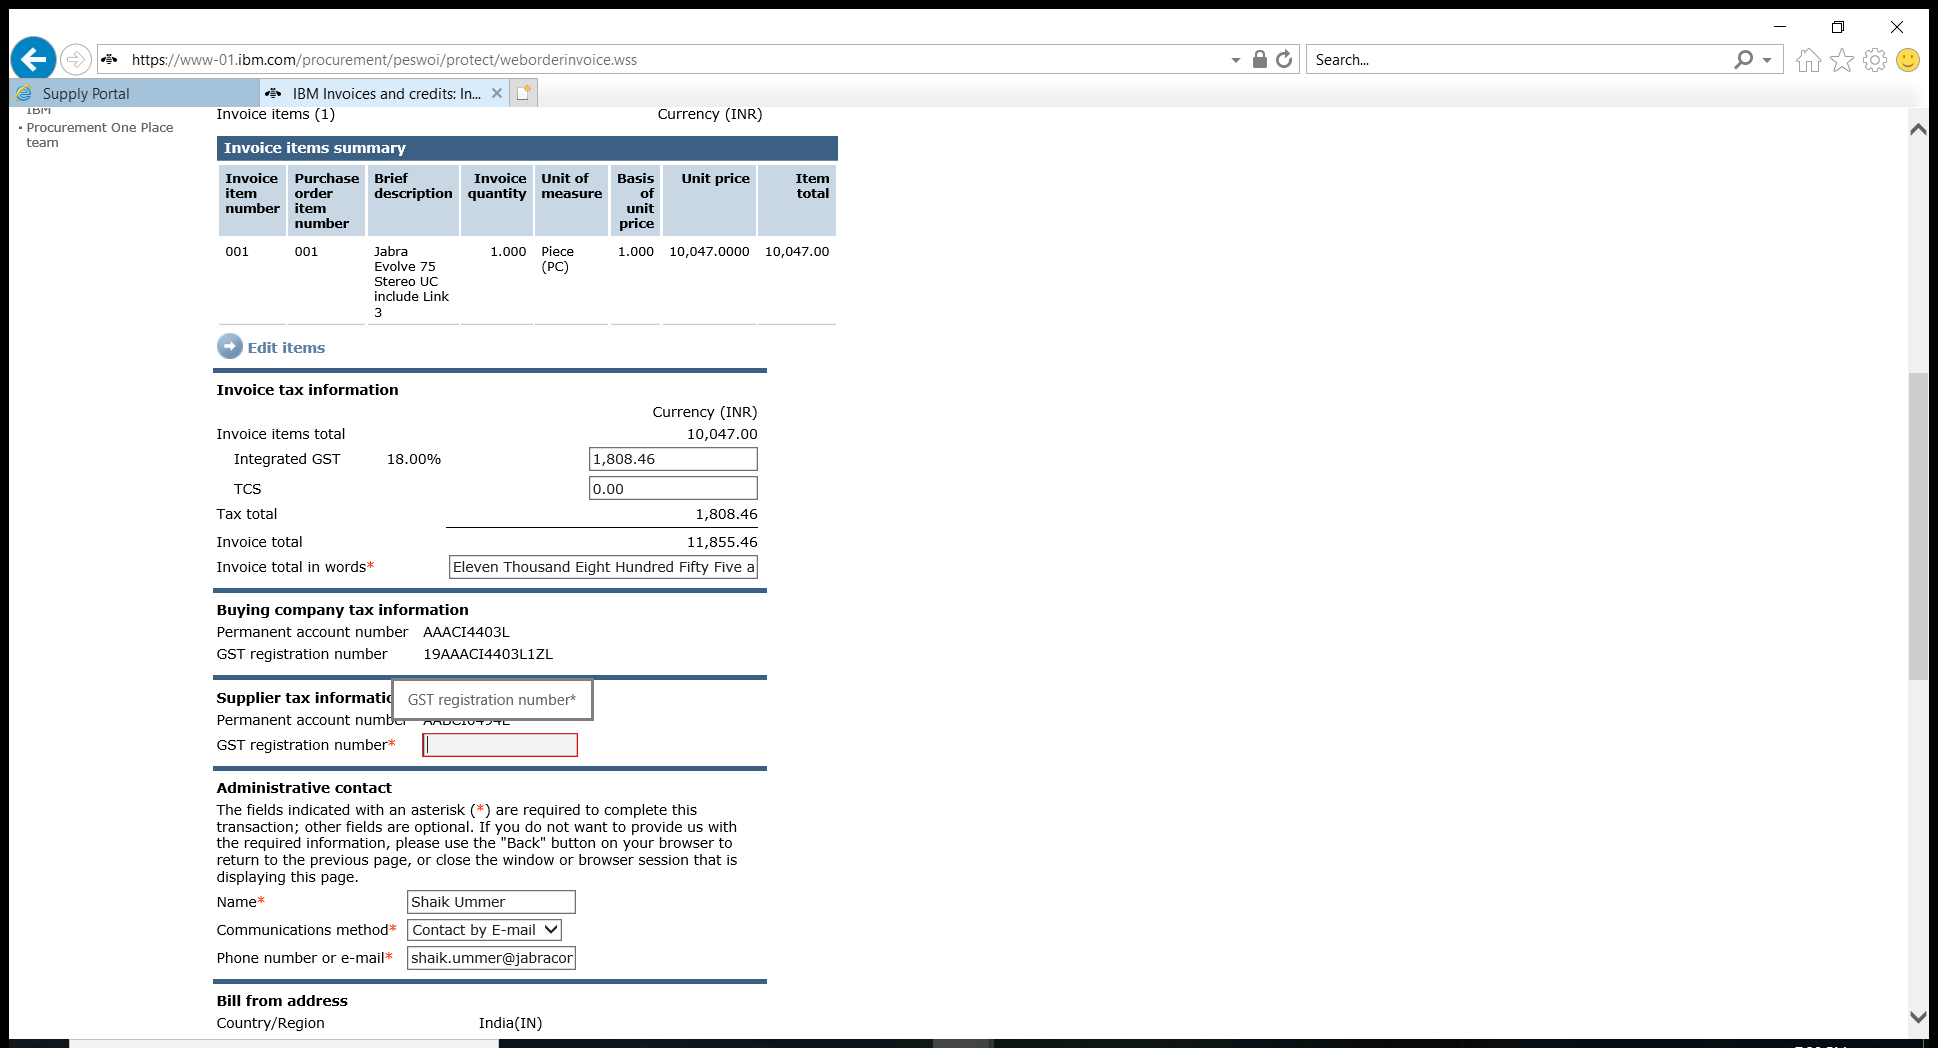 https://www-01.ibm.com/procurement/peswoi/protect/weborderinvoice.wss
Search...
Supply Portal
IBM Invoices and credits: In...
IBM
Procurement One Place
team
Invoice items (1) Currency (INR)
Invoice items summary
Invoice item number Purchase order item number Brief description Invoice quantity Unit of measure Basis of unit price Unit price Item total
001 001 Jabra Evolve 75 Stereo UC include Link 3 1.000 Piece (PC) 1.000 10,047.0000 10,047.00
Edit items
Invoice tax information
Currency (INR)
Invoice items total 10,047.00
Integrated GST 18.00% 1,808.46
TCS 0.00
Tax total 1,808.46
Invoice total 11,855.46
Invoice total in words* Eleven Thousand Eight Hundred Fifty Five a
Buying company tax information
Permanent account number AAACI4403L
GST registration number 19AAACI4403L1ZL
Supplier tax informatio
GST registration number*
Permanent account number
GST registration number*
Administrative contact
The fields indicated with an asterisk (*) are required to complete this
transaction; other fields are optional. If you do not want to provide us with
the required information, please use the "Back" button on your browser to
return to the previous page, or close the window or browser session that is
displaying this page.
Name* Shaik Ummer
Communications method* Contact by E-mail
Phone number or e-mail* shaik.ummer@jabracor
Bill from address
Country/Region India(IN)